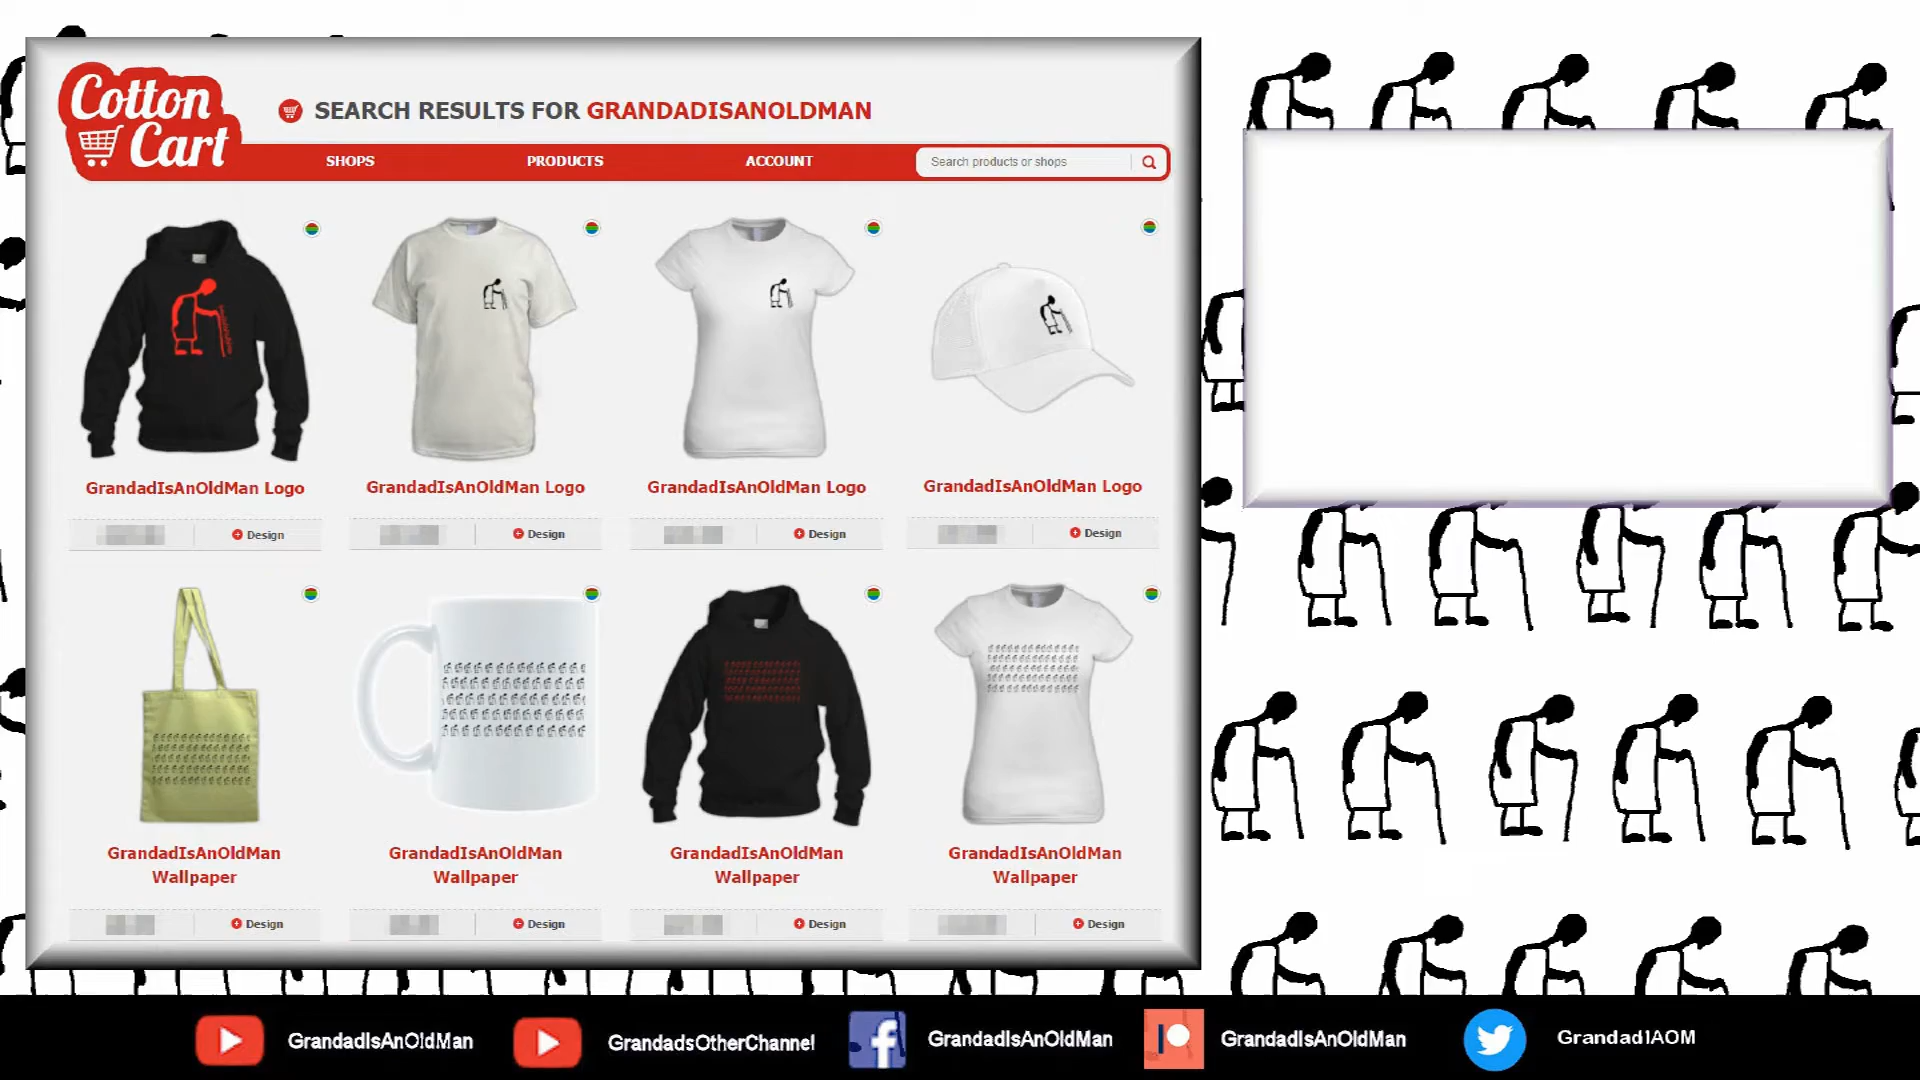 Cotton
Cart
SEARCH RESULTS FOR GRANDADISANOLDMAN
SHOPS
PRODUCTS
ACCOUNT
Search products or shops
GrandadIsAnOldMan Logo
GrandadIsAnOldMan Logo
GrandadIsAnOldMan Logo
GrandadIsAnOldMan Logo
Design
Design
Design
Design
GrandadIsAnOldMan
Wallpaper
GrandadIsAnOldMan
Wallpaper
GrandadIsAnOldMan
Wallpaper
GrandadIsAnOldMan
Wallpaper
Design
Design
Design
Design
GrandadIsAnOldMan
GrandadsOtherChannel
GrandadIsAnOldMan
GrandadIsAnOldMan
GrandadIAOM